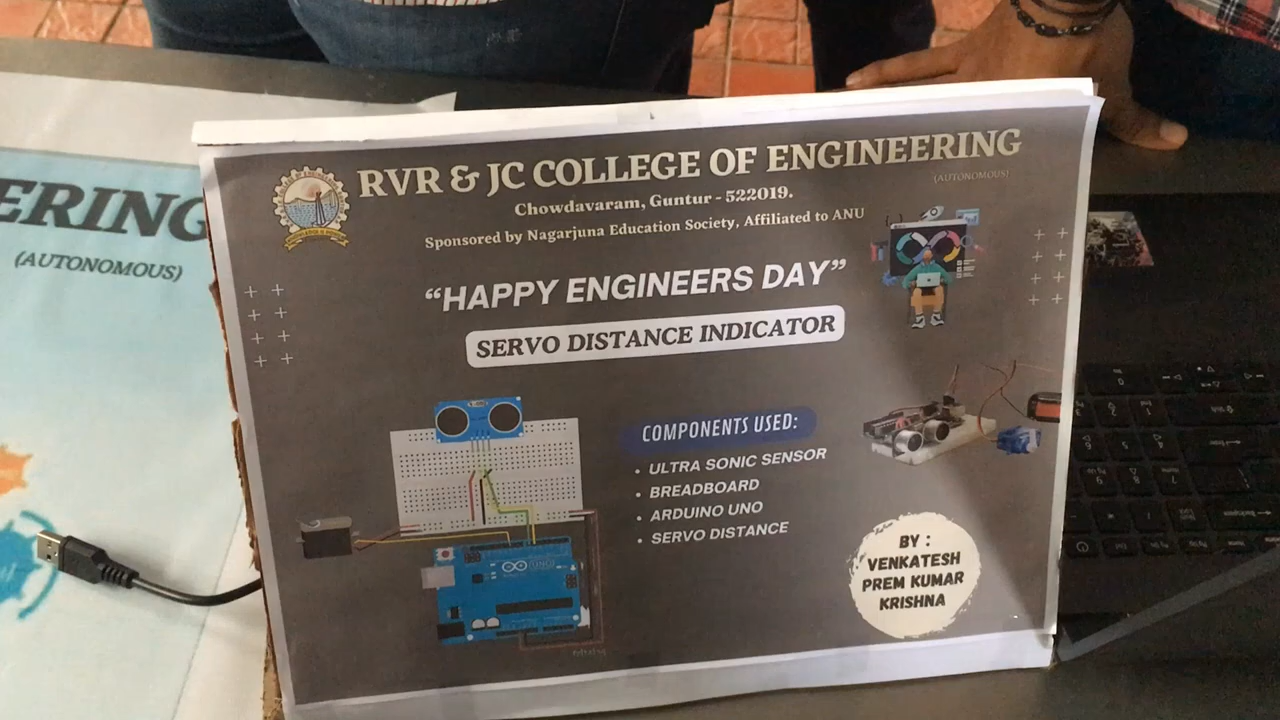 ERING
(AUTONOMOUS)
RVR & JC COLLEGE OF ENGINEERING
(AUTONOMOUS)
Chowdavaram, Guntur - 522019.
Sponsored by Nagarjuna Education Society, Affiliated to ANU
“HAPPY ENGINEERS DAY”
SERVO DISTANCE INDICATOR
COMPONENTS USED:
• ULTRA SONIC SENSOR
• BREADBOARD
• ARDUINO UNO
• SERVO DISTANCE
UNO
BY :
VENKATESH
PREM KUMAR
KRISHNA